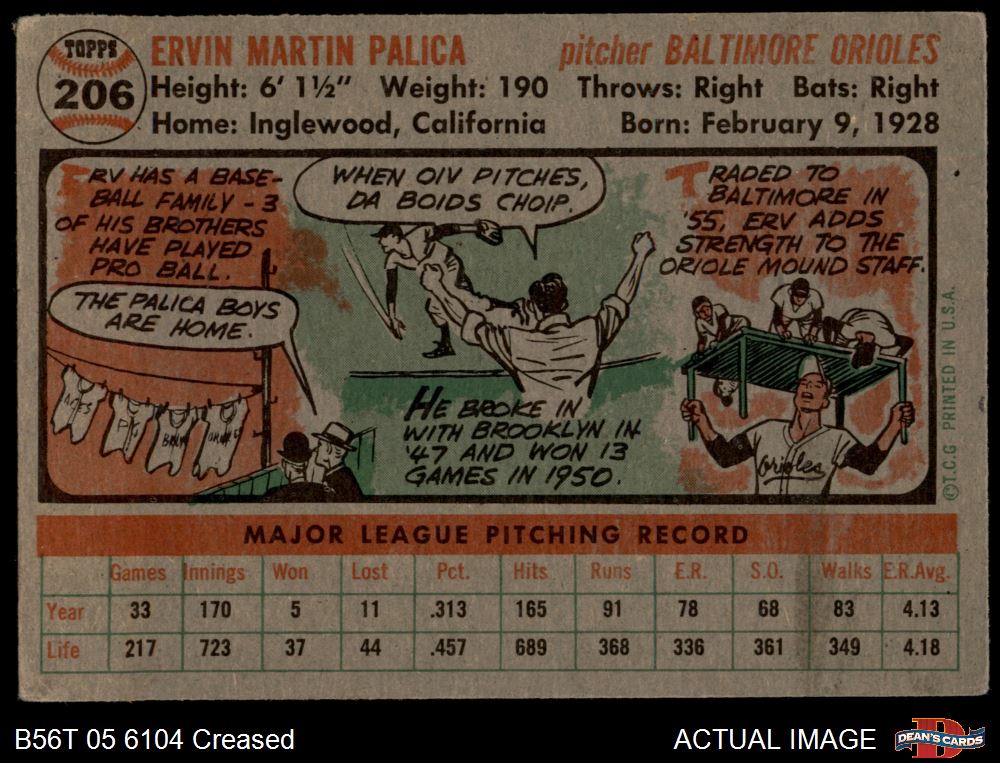 TOPPS
206
ERVIN MARTIN PALICA
pitcher BALTIMORE ORIOLES
Height: 6' 1½" Weight: 190 Throws: Right Bats: Right
Home: Inglewood, California Born: February 9, 1928
ERV HAS A BASE-
BALL FAMILY - 3
OF HIS BROTHERS
HAVE PLAYED
PRO BALL.
THE PALICA BOYS
ARE HOME.
WHEN OIV PITCHES,
DA BOIDS CHOIP.
HE BROKE IN
WITH BROOKLYN IN
'47 AND WON 13
GAMES IN 1950.
TRADED TO
BALTIMORE IN
'55, ERV ADDS
STRENGTH TO THE
ORIOLE MOUND STAFF.
Orioles
©T.C.G. PRINTED IN U.S.A.
MAJOR LEAGUE PITCHING RECORD
Games Innings Won Lost Pct. Hits Runs E.R. S.O. Walks E.R.Avg.
Year 33 170 5 11 .313 165 91 78 68 83 4.13
Life 217 723 37 44 .457 689 368 336 361 349 4.18
B56T 05 6104 Creased
ACTUAL IMAGE
DEAN'S CARDS